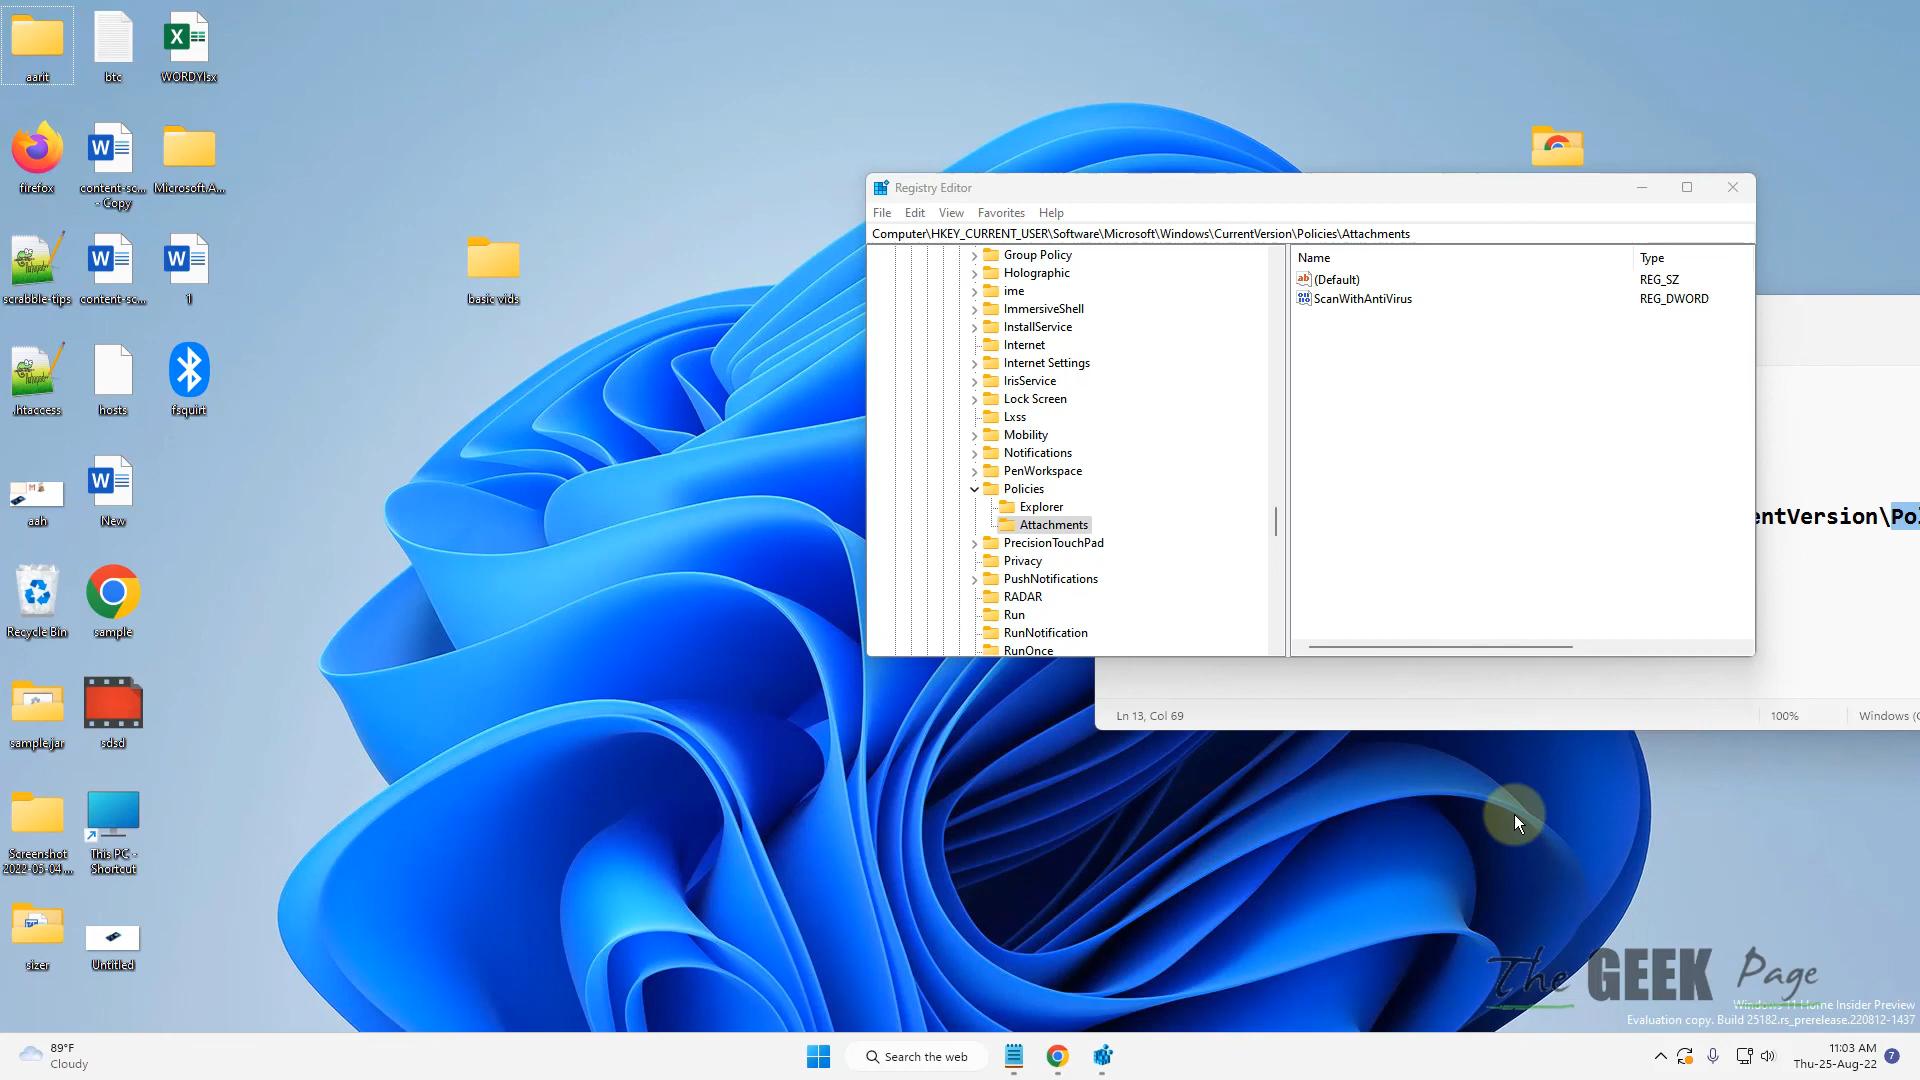 aarit
btc
WORDYlsx
firefox
content-sc...
- Copy
Microsoft.A...
scrabble-tips
content-sc...
1
basic vids
.htaccess
hosts
fsquirt
aah
New
Recycle Bin
sample
sample.jar
sdsd
Screenshot
2022-05-04...
This PC -
Shortcut
sizer
Untitled
Registry Editor
File Edit View Favorites Help
Computer\HKEY_CURRENT_USER\Software\Microsoft\Windows\CurrentVersion\Policies\Attachments
Group Policy
Holographic
ime
ImmersiveShell
InstallService
Internet
Internet Settings
IrisService
Lock Screen
Lxss
Mobility
Notifications
PenWorkspace
Policies
Explorer
Attachments
PrecisionTouchPad
Privacy
PushNotifications
RADAR
Run
RunNotification
RunOnce
Name Type
(Default) REG_SZ
ScanWithAntiVirus REG_DWORD
entVersion\Pol
Ln 13, Col 69
100%
Windows (C
The GEEK Page
Windows 11 Home Insider Preview
Evaluation copy. Build 25182.rs_prerelease.220812-1437
89°F
Cloudy
Search the web
11:03 AM
Thu-25-Aug-22
7